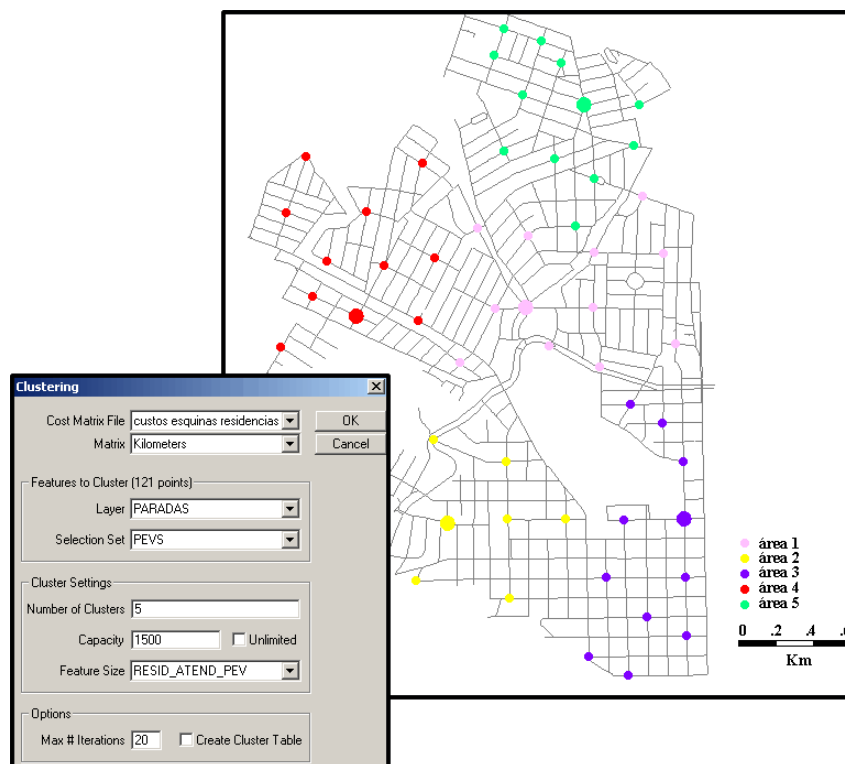 Clustering
Cost Matrix File custos esquinas residencias OK
Matrix Kilometers Cancel
Features to Cluster (121 points)
Layer PARADAS
Selection Set PEVS
Cluster Settings
Number of Clusters 5
Capacity 1500 Unlimited
Feature Size RESID_ATEND_PEV
Options
Max # Iterations 20 Create Cluster Table
área 1
área 2
área 3
área 4
área 5
0 .2 .4
Km